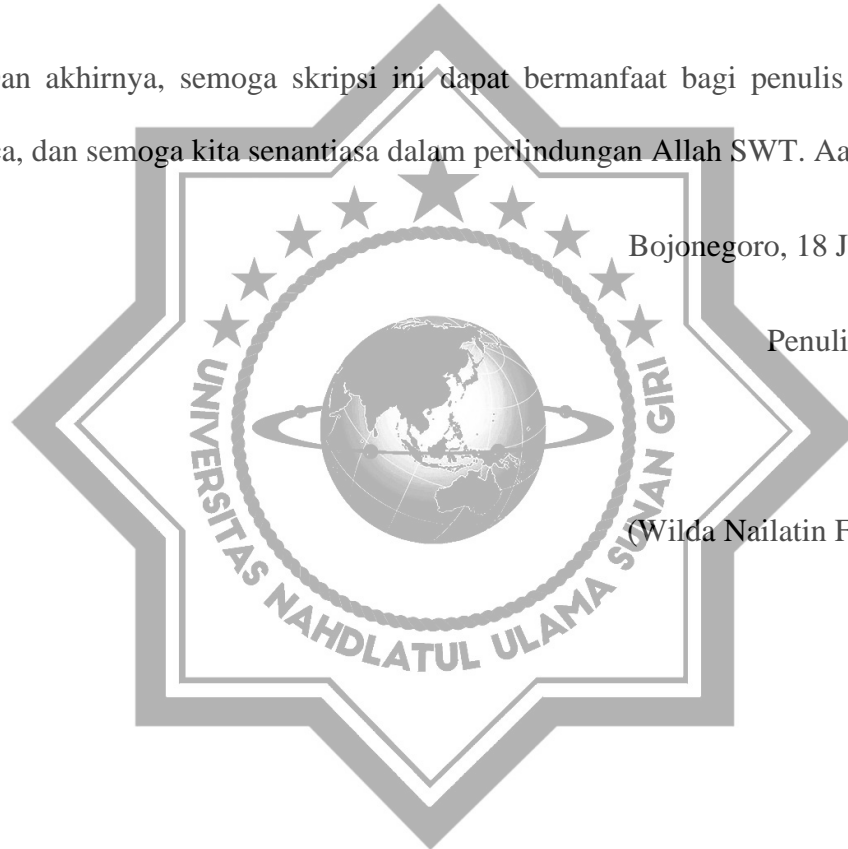 an akhirnya, semoga skripsi ini dapat bermanfaat bagi penulis
ca, dan semoga kita senantiasa dalam perlindungan Allah SWT. Aa
Bojonegoro, 18 J
Penuli
(Wilda Nailatin F
UNIVERSITAS NAHDLATUL ULAMA SUNAN GIRI